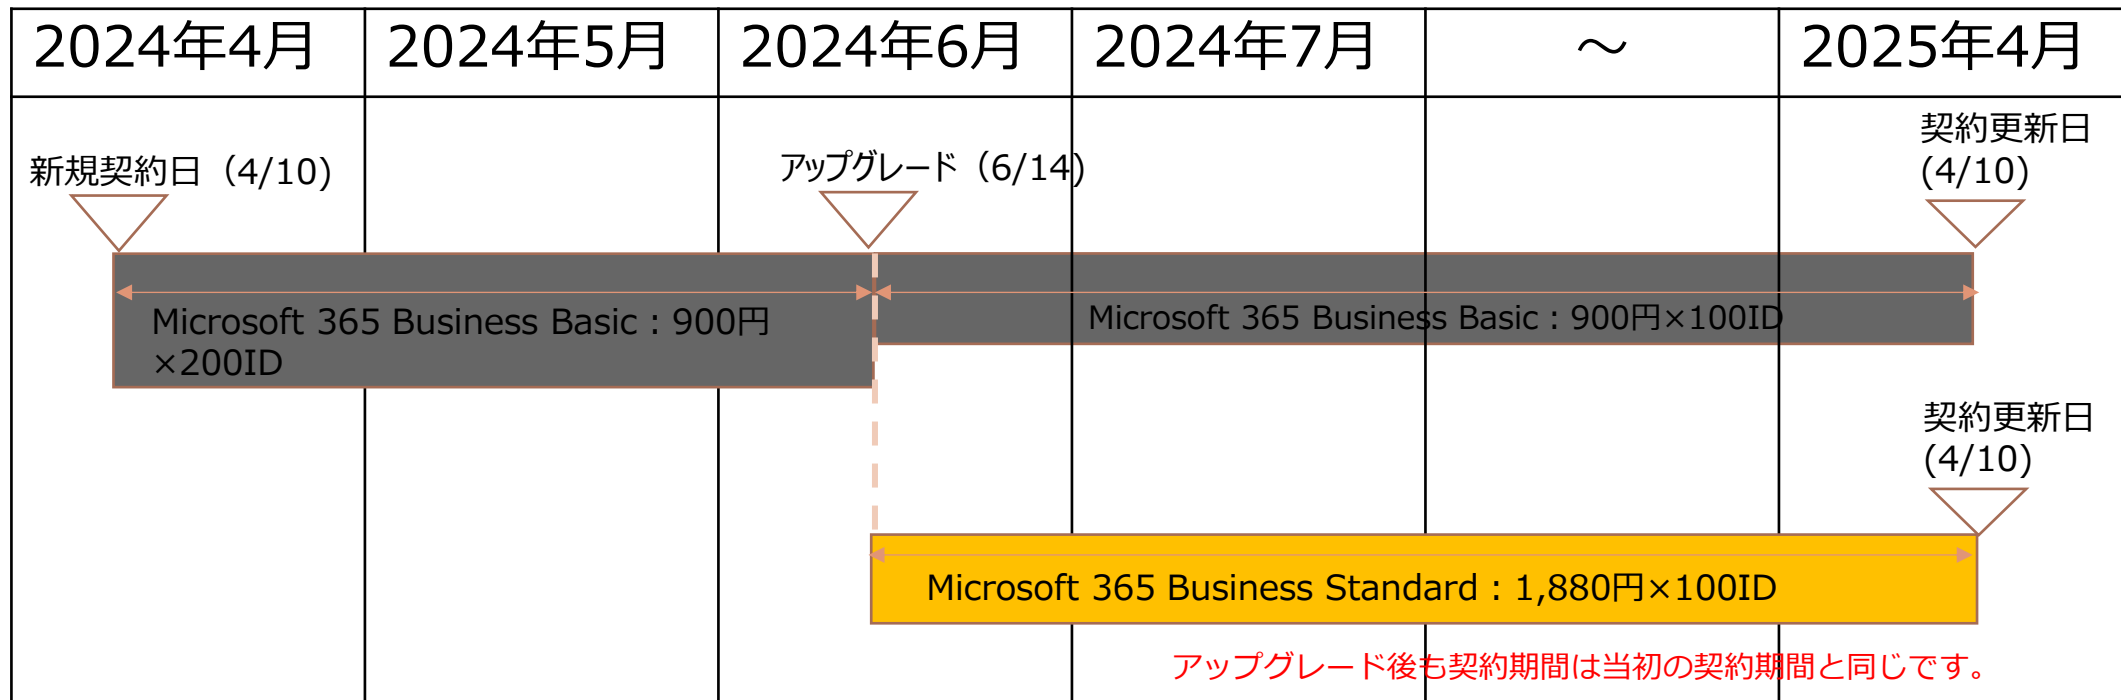 2024年4月
2024年5月
2024年6月
2024年7月
～
2025年4月
新規契約日（4/10)
アップグレード（6/14)
契約更新日
(4/10)
Microsoft 365 Business Basic：900円
×200ID
Microsoft 365 Business Basic：900円×100ID
契約更新日
(4/10)
Microsoft 365 Business Standard：1,880円×100ID
アップグレード後も契約期間は当初の契約期間と同じです。